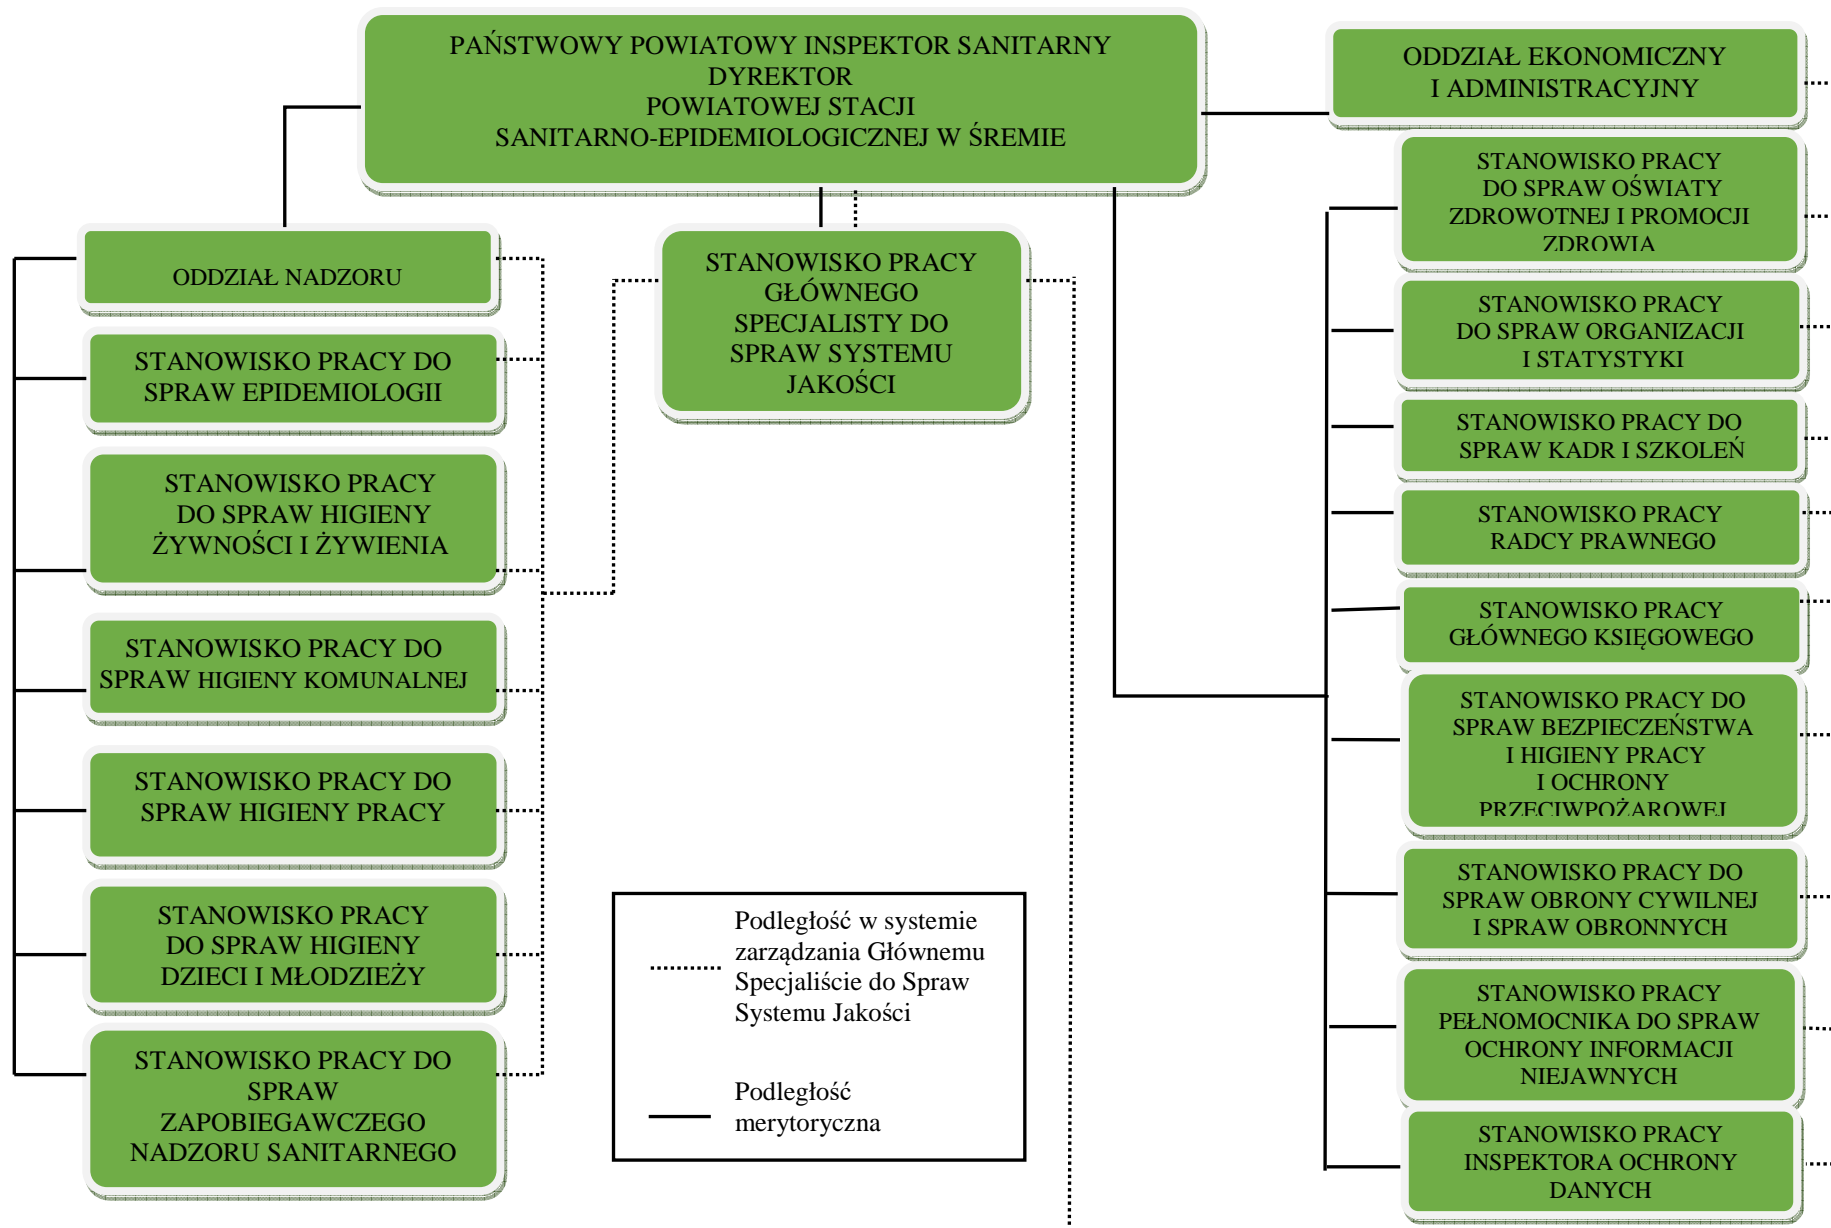 PAŃSTWOWY POWIATOWY INSPEKTOR SANITARNY
DYREKTOR
POWIATOWEJ STACJI
SANITARNO-EPIDEMIOLOGICZNEJ W ŚREMIE
ODDZIAŁ NADZORU
STANOWISKO PRACY DO
SPRAW EPIDEMIOLOGII
STANOWISKO PRACY
DO SPRAW HIGIENY
ŻYWNOŚCI I ŻYWIENIA
STANOWISKO PRACY DO
SPRAW HIGIENY KOMUNALNEJ
STANOWISKO PRACY DO
SPRAW HIGIENY PRACY
STANOWISKO PRACY
DO SPRAW HIGIENY
DZIECI I MŁODZIEŻY
STANOWISKO PRACY DO
SPRAW
ZAPOBIEGAWCZEGO
NADZORU SANITARNEGO
STANOWISKO PRACY
GŁÓWNEGO
SPECJALISTY DO
SPRAW SYSTEMU
JAKOŚCI
Podległość w systemie
zarządzania Głównemu
Specjaliście do Spraw
Systemu Jakości
Podległość
merytoryczna
ODDZIAŁ EKONOMICZNY
I ADMINISTRACYJNY
STANOWISKO PRACY
DO SPRAW OŚWIATY
ZDROWOTNEJ I PROMOCJI
ZDROWIA
STANOWISKO PRACY
DO SPRAW ORGANIZACJI
I STATYSTYKI
STANOWISKO PRACY DO
SPRAW KADR I SZKOLEŃ
STANOWISKO PRACY
RADCY PRAWNEGO
STANOWISKO PRACY
GŁÓWNEGO KSIĘGOWEGO
STANOWISKO PRACY DO
SPRAW BEZPIECZEŃSTWA
I HIGIENY PRACY
I OCHRONY
PRZECIWPOŻAROWEJ
STANOWISKO PRACY DO
SPRAW OBRONY CYWILNEJ
I SPRAW OBRONNYCH
STANOWISKO PRACY
PEŁNOMOCNIKA DO SPRAW
OCHRONY INFORMACJI
NIEJAWNYCH
STANOWISKO PRACY
INSPEKTORA OCHRONY
DANYCH